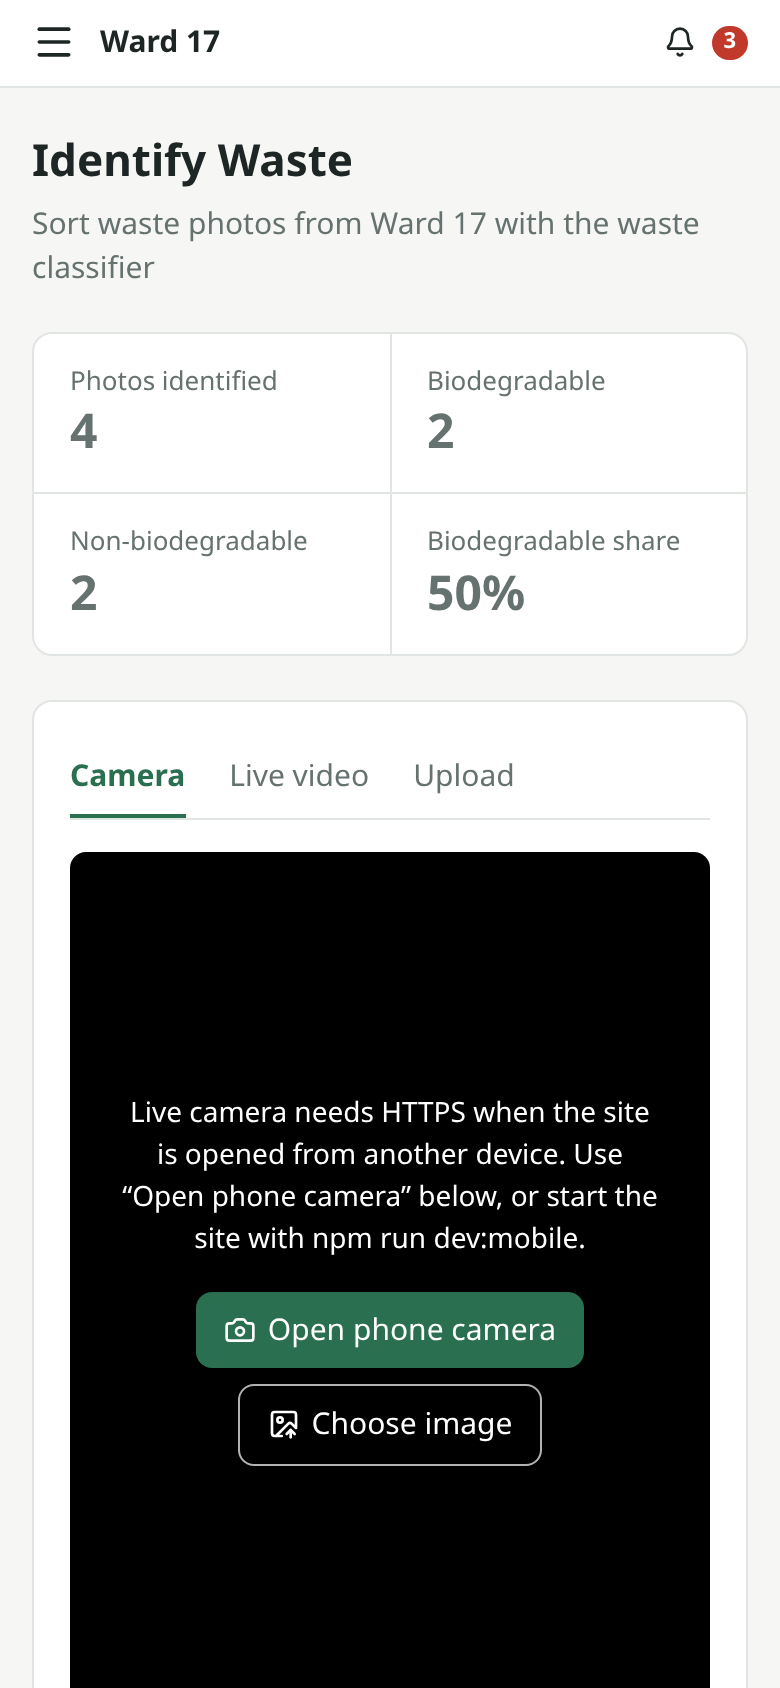 Ward 17
3
Identify Waste
Sort waste photos from Ward 17 with the waste
classifier
Photos identified
4
Biodegradable
2
Non-biodegradable
2
Biodegradable share
50%
Camera
Live video
Upload
Live camera needs HTTPS when the site
is opened from another device. Use
“Open phone camera” below, or start the
site with npm run dev:mobile.
Open phone camera
Choose image